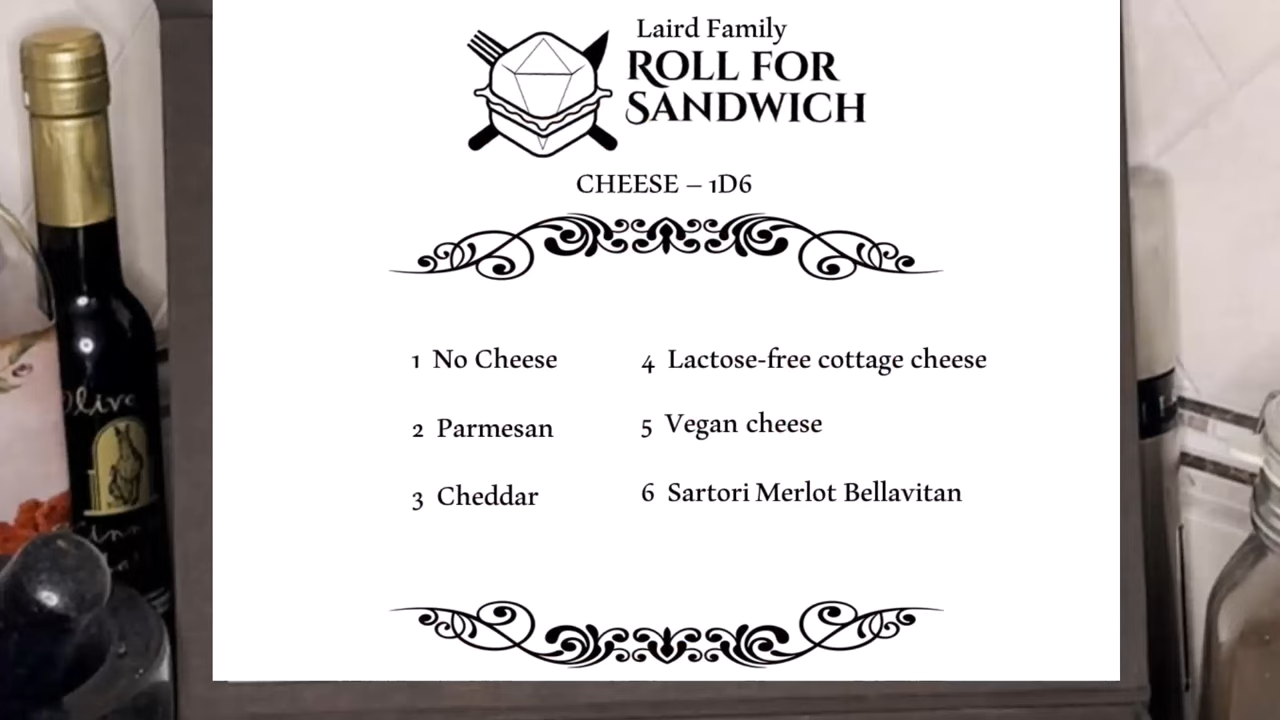 Laird Family
ROLL FOR
SANDWICH
CHEESE – 1D6
1 No Cheese
2 Parmesan
3 Cheddar
4 Lactose-free cottage cheese
5 Vegan cheese
6 Sartori Merlot Bellavitan
Olive